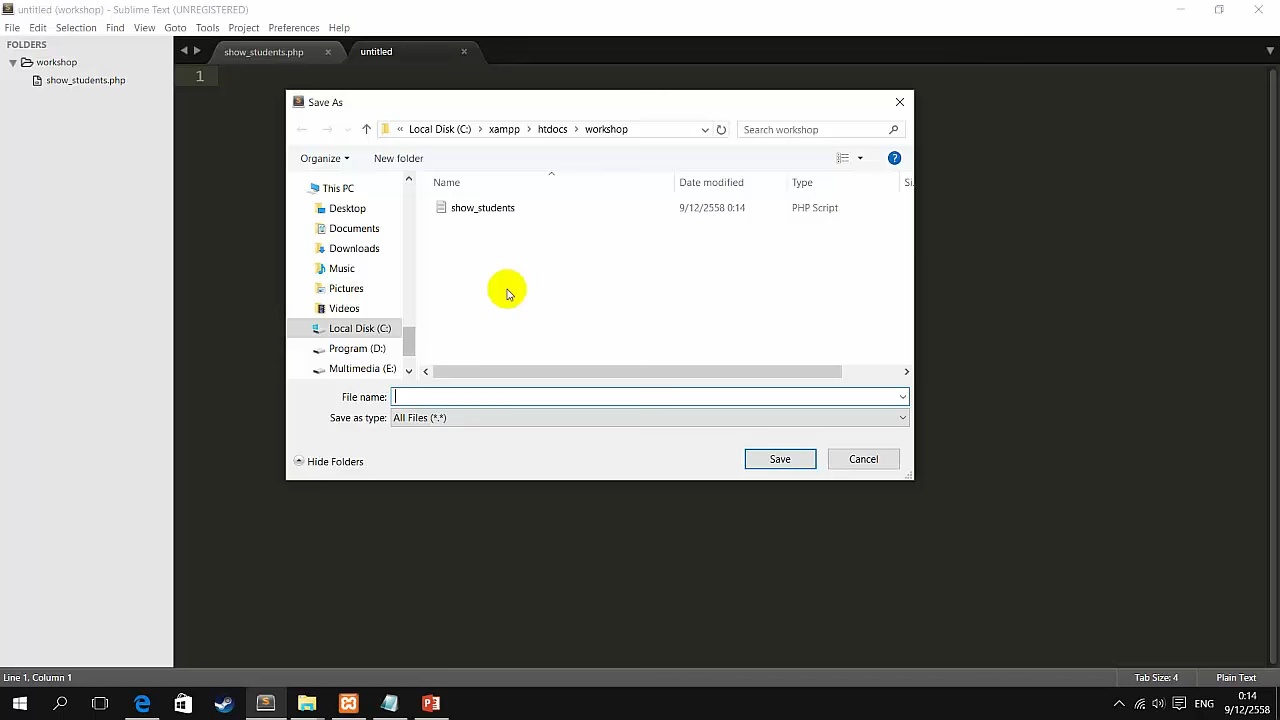 untitled (workshop) - Sublime Text (UNREGISTERED)
File Edit Selection Find View Goto Tools Project Preferences Help
FOLDERS
workshop
show_students.php
show_students.php
untitled
1
Save As
« Local Disk (C:) › xampp › htdocs › workshop
Search workshop
Organize
New folder
This PC
Desktop
Documents
Downloads
Music
Pictures
Videos
Local Disk (C:)
Program (D:)
Multimedia (E:)
Name Date modified Type Si
show_students 9/12/2558 0:14 PHP Script
File name:
Save as type: All Files (*.*)
Hide Folders
Save
Cancel
Line 1, Column 1
Tab Size: 4
Plain Text
ENG
0:14
9/12/2558